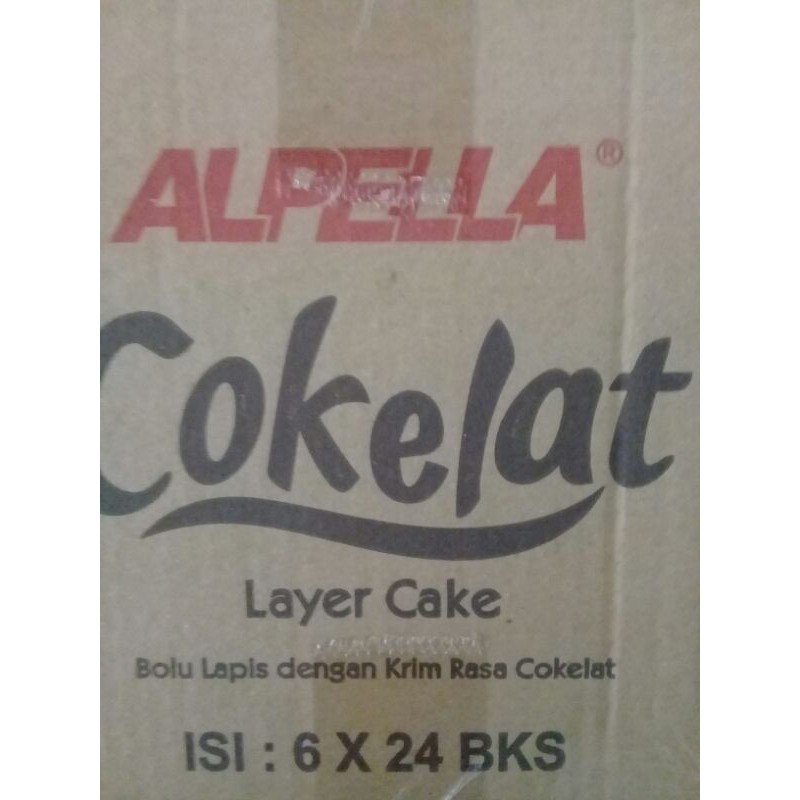 ALPELLA®
Cokelat
Layer Cake
Bolu Lapis dengan Krim Rasa Cokelat
ISI : 6 X 24 BKS